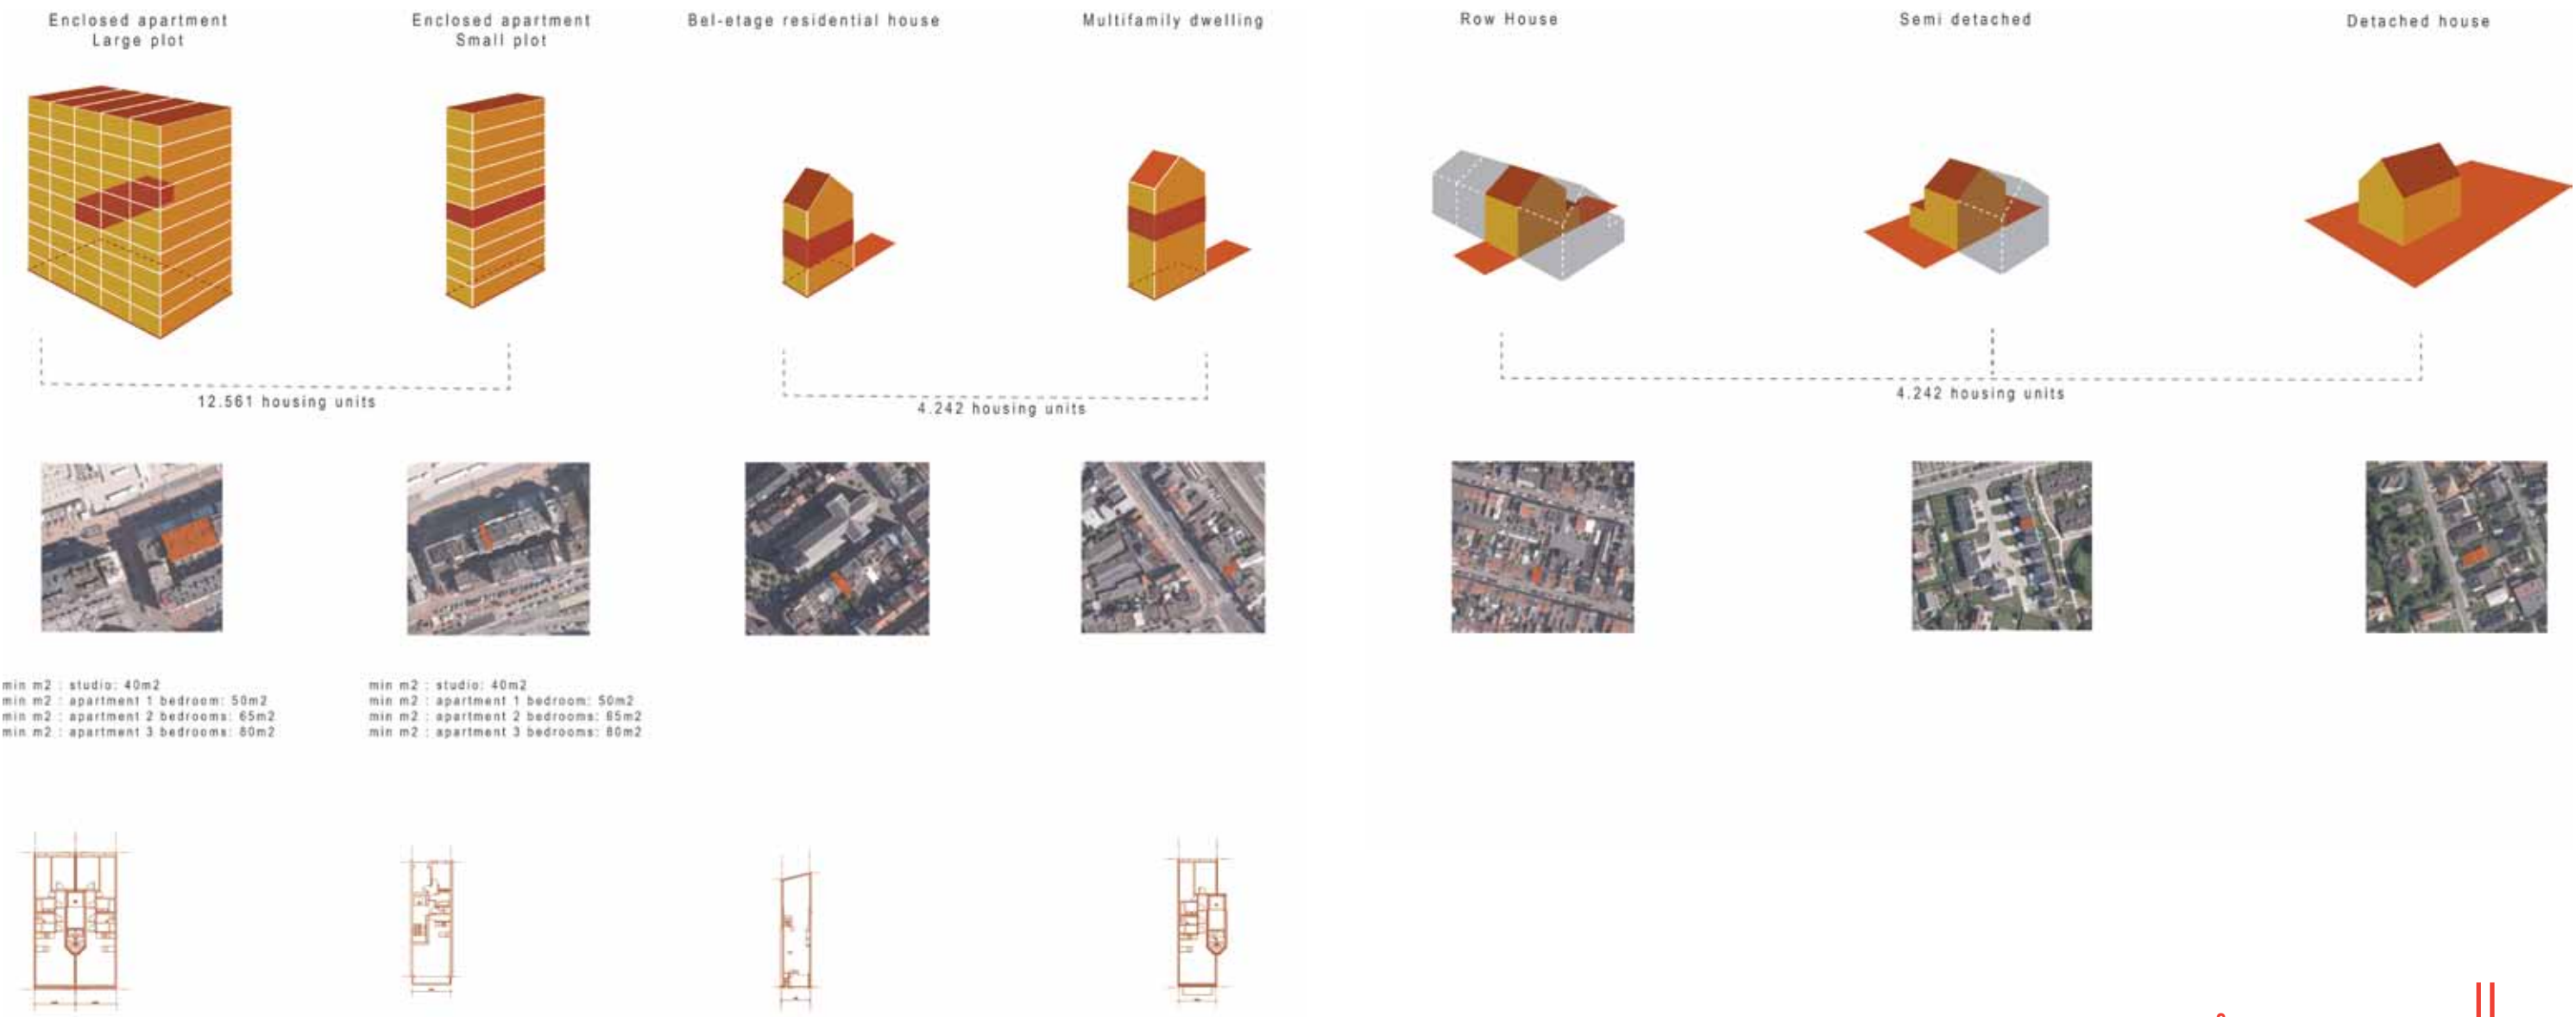 Enclosed apartment
Large plot
Enclosed apartment
Small plot
Bel-etage residential house
Multifamily dwelling
Row House
Semi detached
Detached house
12.561 housing units
4.242 housing units
4.242 housing units
min m2 : studio: 40m2
min m2 : apartment 1 bedroom: 50m2
min m2 : apartment 2 bedrooms: 65m2
min m2 : apartment 3 bedrooms: 80m2
min m2 : studio: 40m2
min m2 : apartment 1 bedroom: 50m2
min m2 : apartment 2 bedrooms: 65m2
min m2 : apartment 3 bedrooms: 80m2